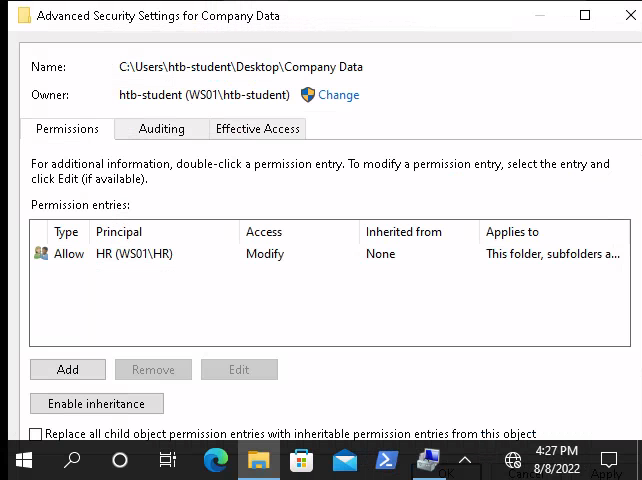 Advanced Security Settings for Company Data
Name: C:\Users\htb-student\Desktop\Company Data
Owner: htb-student (WS01\htb-student) Change
Permissions Auditing Effective Access
For additional information, double-click a permission entry. To modify a permission entry, select the entry and
click Edit (if available).
Permission entries:
Type Principal Access Inherited from Applies to
Allow HR (WS01\HR) Modify None This folder, subfolders a...
Add Remove Edit
Enable inheritance
Replace all child object permission entries with inheritable permission entries from this object
4:27 PM
8/8/2022
OK Cancel Apply